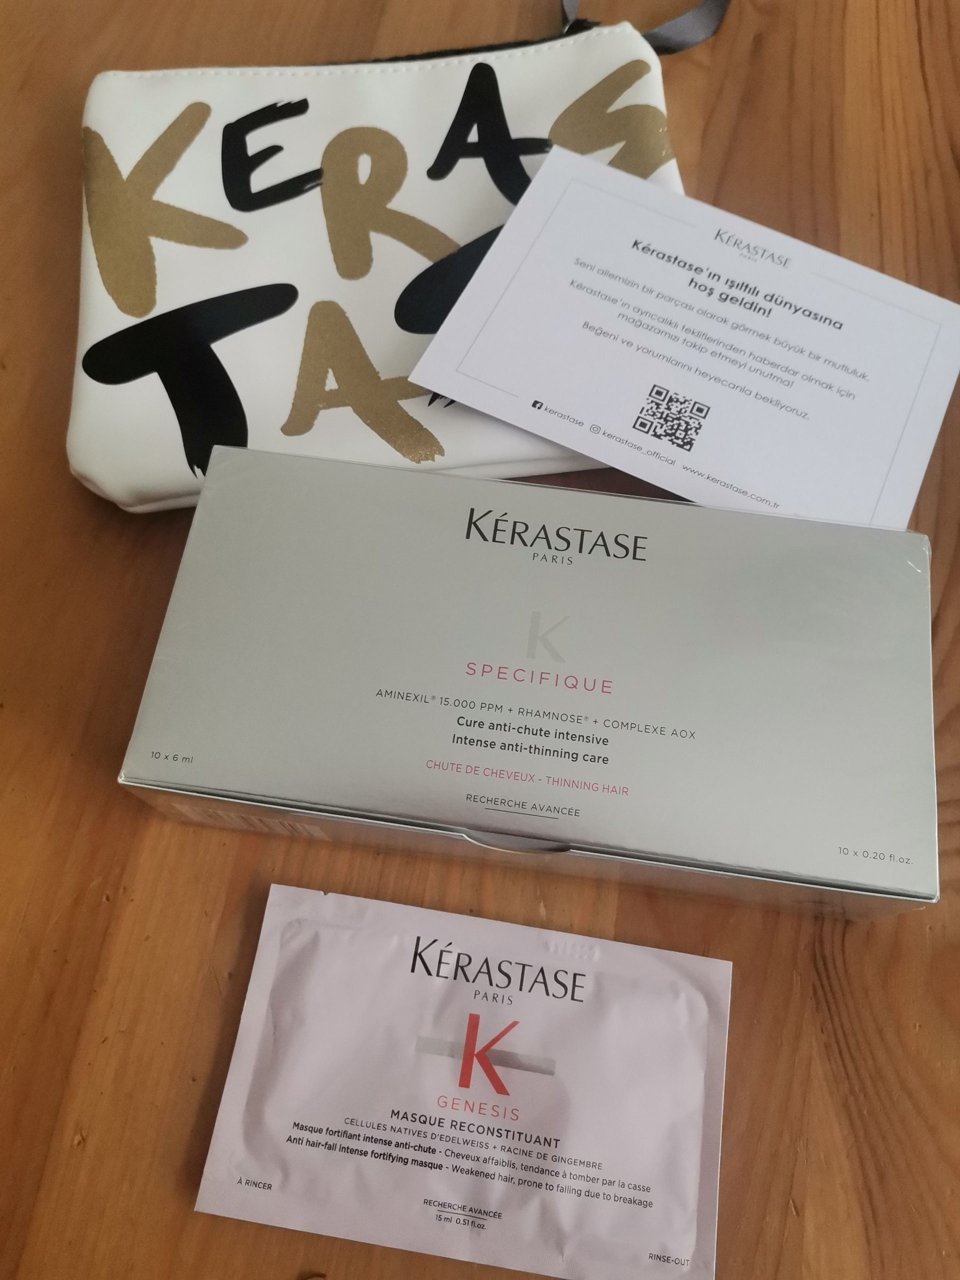 KERAS
TA
KÉRASTASE
PARIS
Kérastase'ın ışıltılı dünyasına
hoş geldin!
Seni ailemizin bir parçası olarak görmek büyük bir mutluluk.
Kérastase'ın ayrıcalıklı tekliflerinden haberdar olmak için
mağazamızı takip etmeyi unutma!
Beğeni ve yorumlarını heyecanla bekliyoruz.
kerastase kerastase_official www.kerastase.com.tr
KÉRASTASE
PARIS
K
SPECIFIQUE
AMINEXIL® 15.000 PPM + RHAMNOSE® + COMPLEXE AOX
Cure anti-chute intensive
Intense anti-thinning care
CHUTE DE CHEVEUX - THINNING HAIR
RECHERCHE AVANCÉE
10 x 6 ml
10 x 0.20 fl.oz.
KÉRASTASE
PARIS
K
GENESIS
MASQUE RECONSTITUANT
CELLULES NATIVES D'EDELWEISS + RACINE DE GINGEMBRE
Masque fortifiant intense anti-chute - Cheveux affaiblis, tendance à tomber par la casse
Anti hair-fall intense fortifying masque - Weakened hair, prone to falling due to breakage
À RINCER
RECHERCHE AVANCÉE
15 ml 0.51 fl.oz.
RINSE-OUT